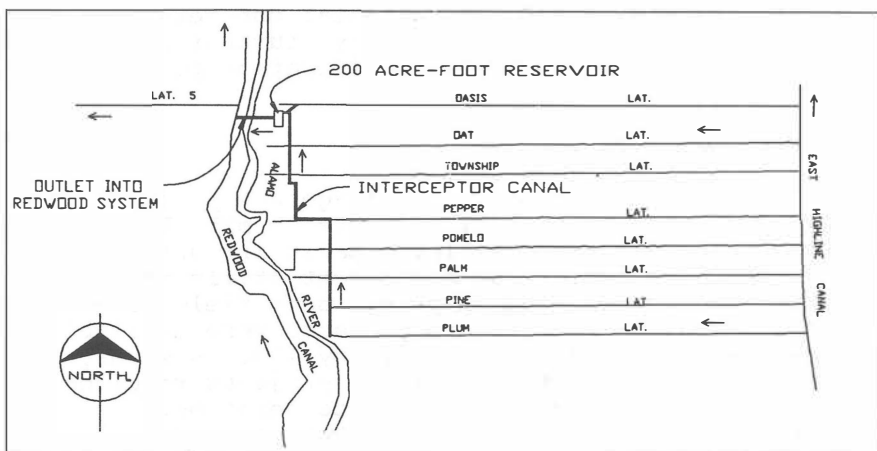 200 ACRE-FOOT RESERVOIR
LAT. 5
OASIS LAT.
OAT LAT.
TOWNSHIP LAT.
OUTLET INTO
REDWOOD SYSTEM
INTERCEPTOR CANAL
PEPPER LAT.
POMELO LAT.
PALM LAT.
PINE LAT
PLUM LAT.
ALAMO
RIVER
REDWOOD
CANAL
EAST
HIGHLINE
CANAL
NORTH